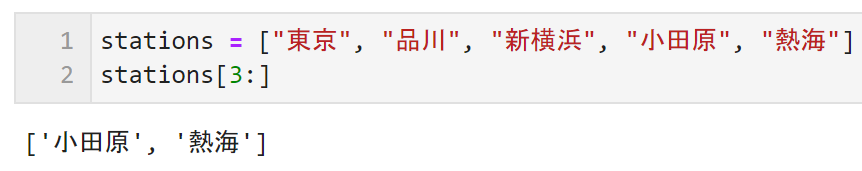 1 stations = ["東京", "品川", "新横浜", "小田原", "熱海"]
2 stations[3:]
['小田原', '熱海']